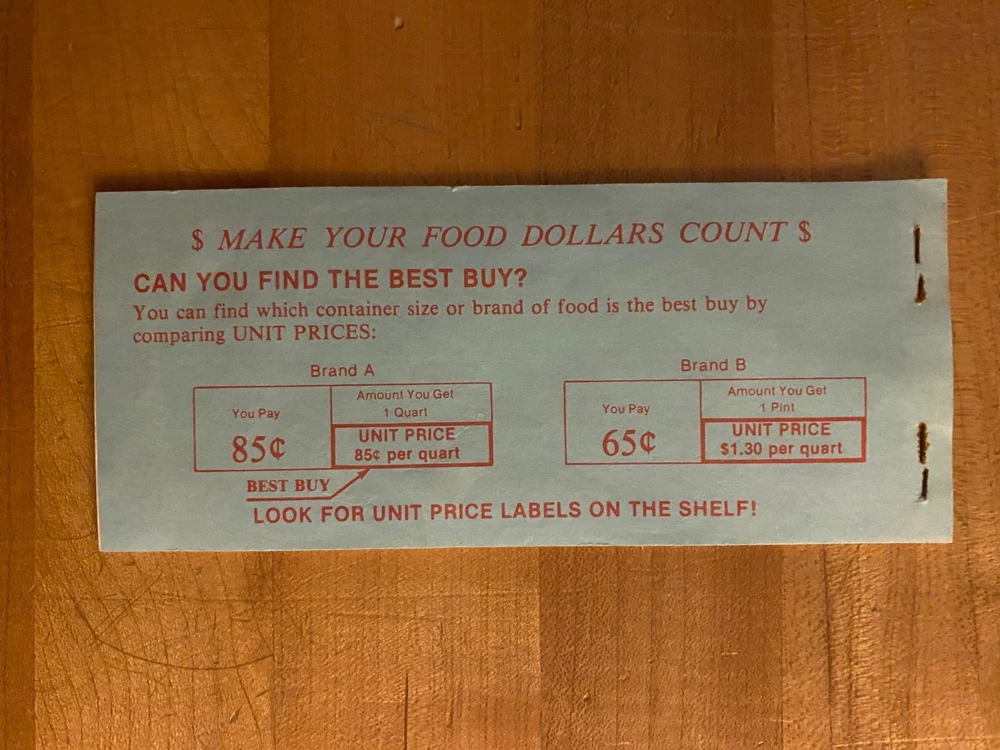 $ MAKE YOUR FOOD DOLLARS COUNT $
CAN YOU FIND THE BEST BUY?
You can find which container size or brand of food is the best buy by
comparing UNIT PRICES:
Brand A
You Pay
85¢
Amount You Get
1 Quart
UNIT PRICE
85¢ per quart
BEST BUY
Brand B
You Pay
65¢
Amount You Get
1 Pint
UNIT PRICE
$1.30 per quart
LOOK FOR UNIT PRICE LABELS ON THE SHELF!